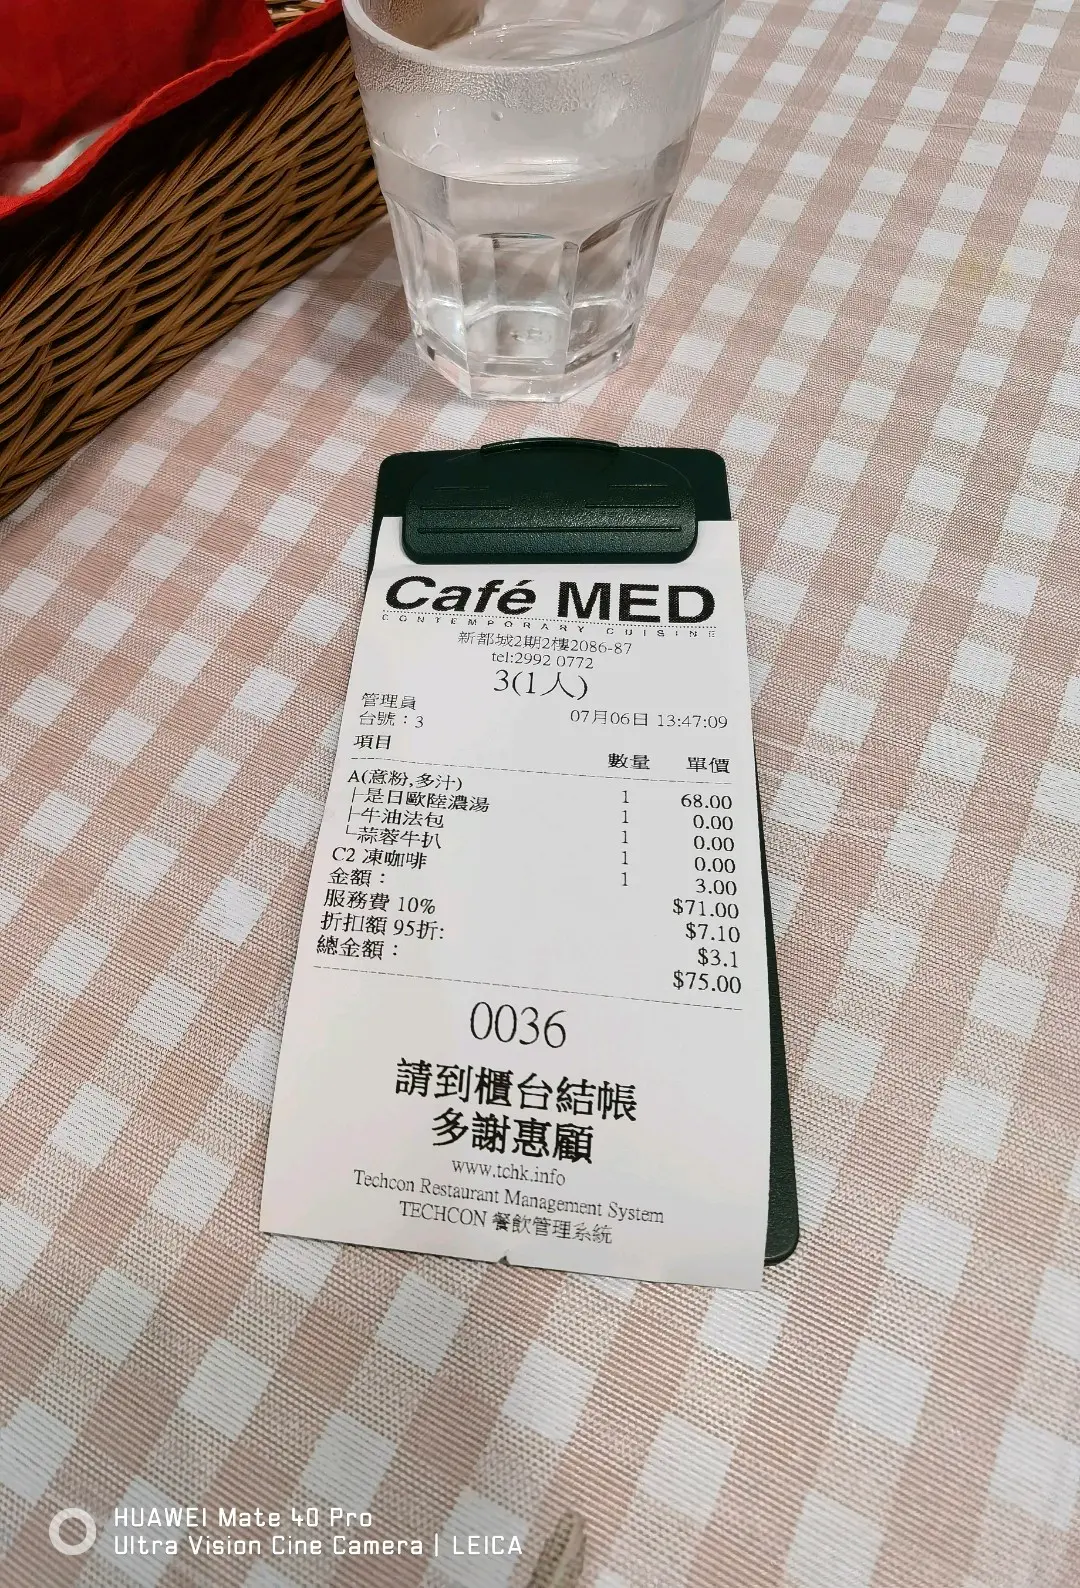 Café MED
CONTEMPORARY CUISINE
新都城2期2樓2086-87
tel:2992 0772
3(1人)
管理員
台號：3 07月06日 13:47:09
項目 數量 單價
A(意粉,多汁) 1 68.00
├是日歐陸濃湯 1 0.00
├牛油法包 1 0.00
└蒜蓉牛扒 1 0.00
C2 凍咖啡 1 3.00
金額： $71.00
服務費 10% $7.10
折扣額 95折: $3.1
總金額： $75.00
0036
請到櫃台結帳
多謝惠顧
www.tchk.info
Techcon Restaurant Management System
TECHCON 餐飲管理系統
HUAWEI Mate 40 Pro
Ultra Vision Cine Camera | LEICA